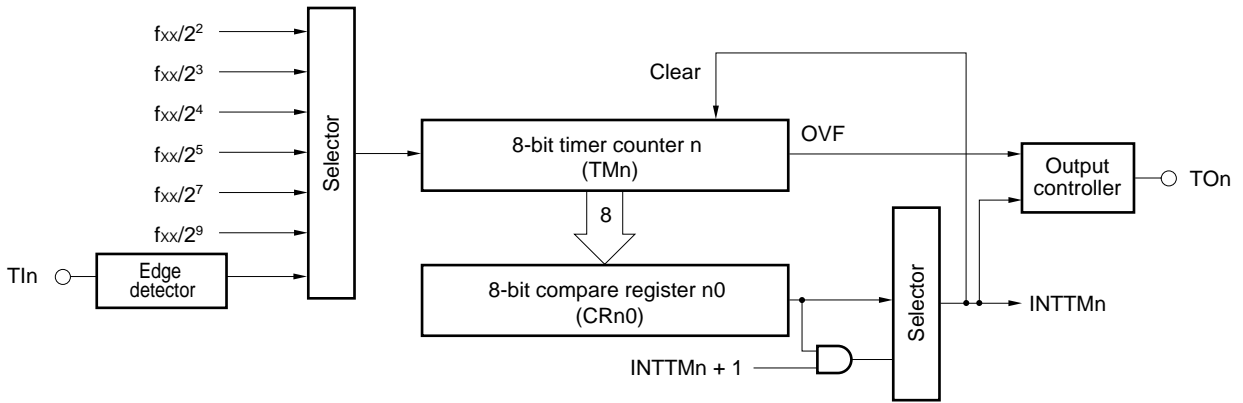 fxx/2²
fxx/2³
fxx/2⁴
fxx/2⁵
fxx/2⁷
fxx/2⁹
TIn
Edge
detector
Selector
Clear
8-bit timer counter n
(TMn)
OVF
8
8-bit compare register n0
(CRn0)
INTTMn + 1
Selector
Output
controller
TOn
INTTMn